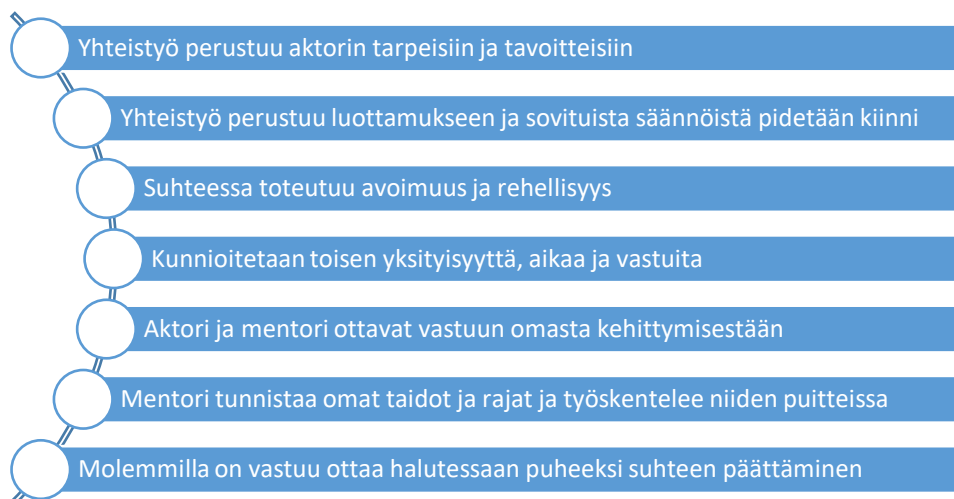 Yhteistyö perustuu aktorin tarpeisiin ja tavoitteisiin
Yhteistyö perustuu luottamukseen ja sovituista säännöistä pidetään kiinni
Suhteessa toteutuu avoimuus ja rehellisyys
Kunnioitetaan toisen yksityisyyttä, aikaa ja vastuita
Aktori ja mentori ottavat vastuun omasta kehittymisestään
Mentori tunnistaa omat taidot ja rajat ja työskentelee niiden puitteissa
Molemmilla on vastuu ottaa halutessaan puheeksi suhteen päättäminen